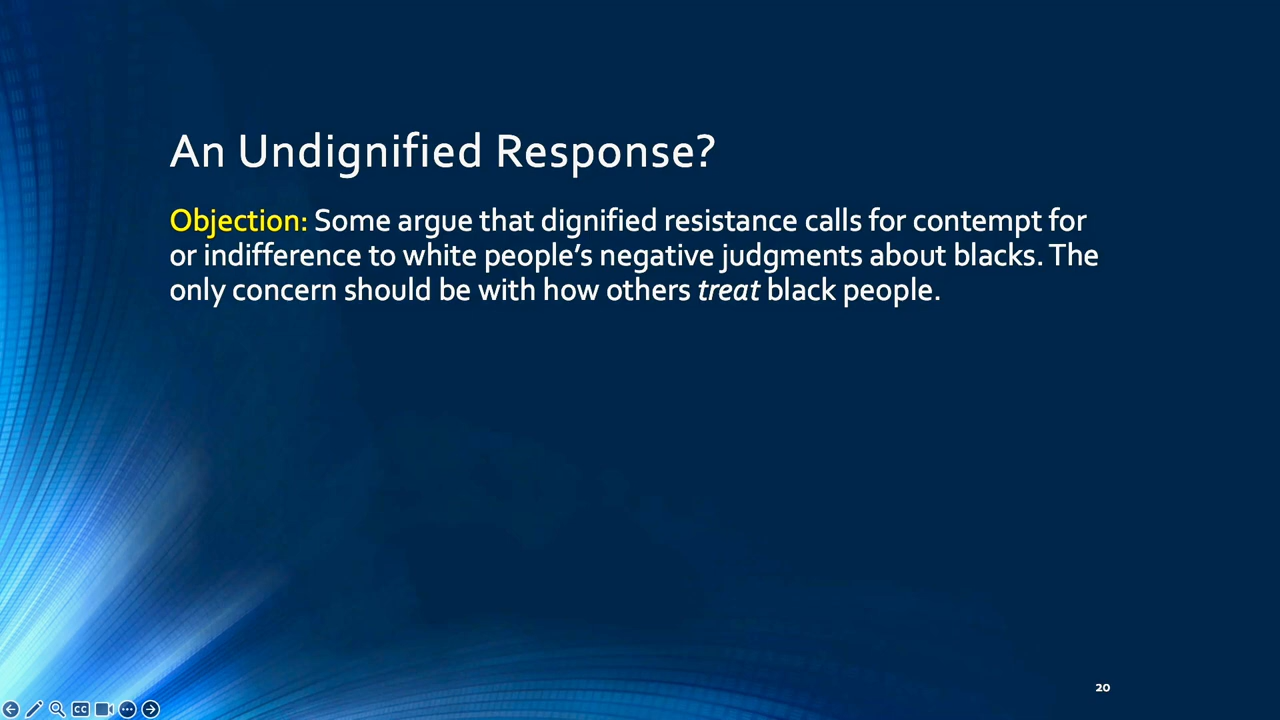 An Undignified Response?
Objection: Some argue that dignified resistance calls for contempt for
or indifference to white people’s negative judgments about blacks. The
only concern should be with how others treat black people.
20
CC